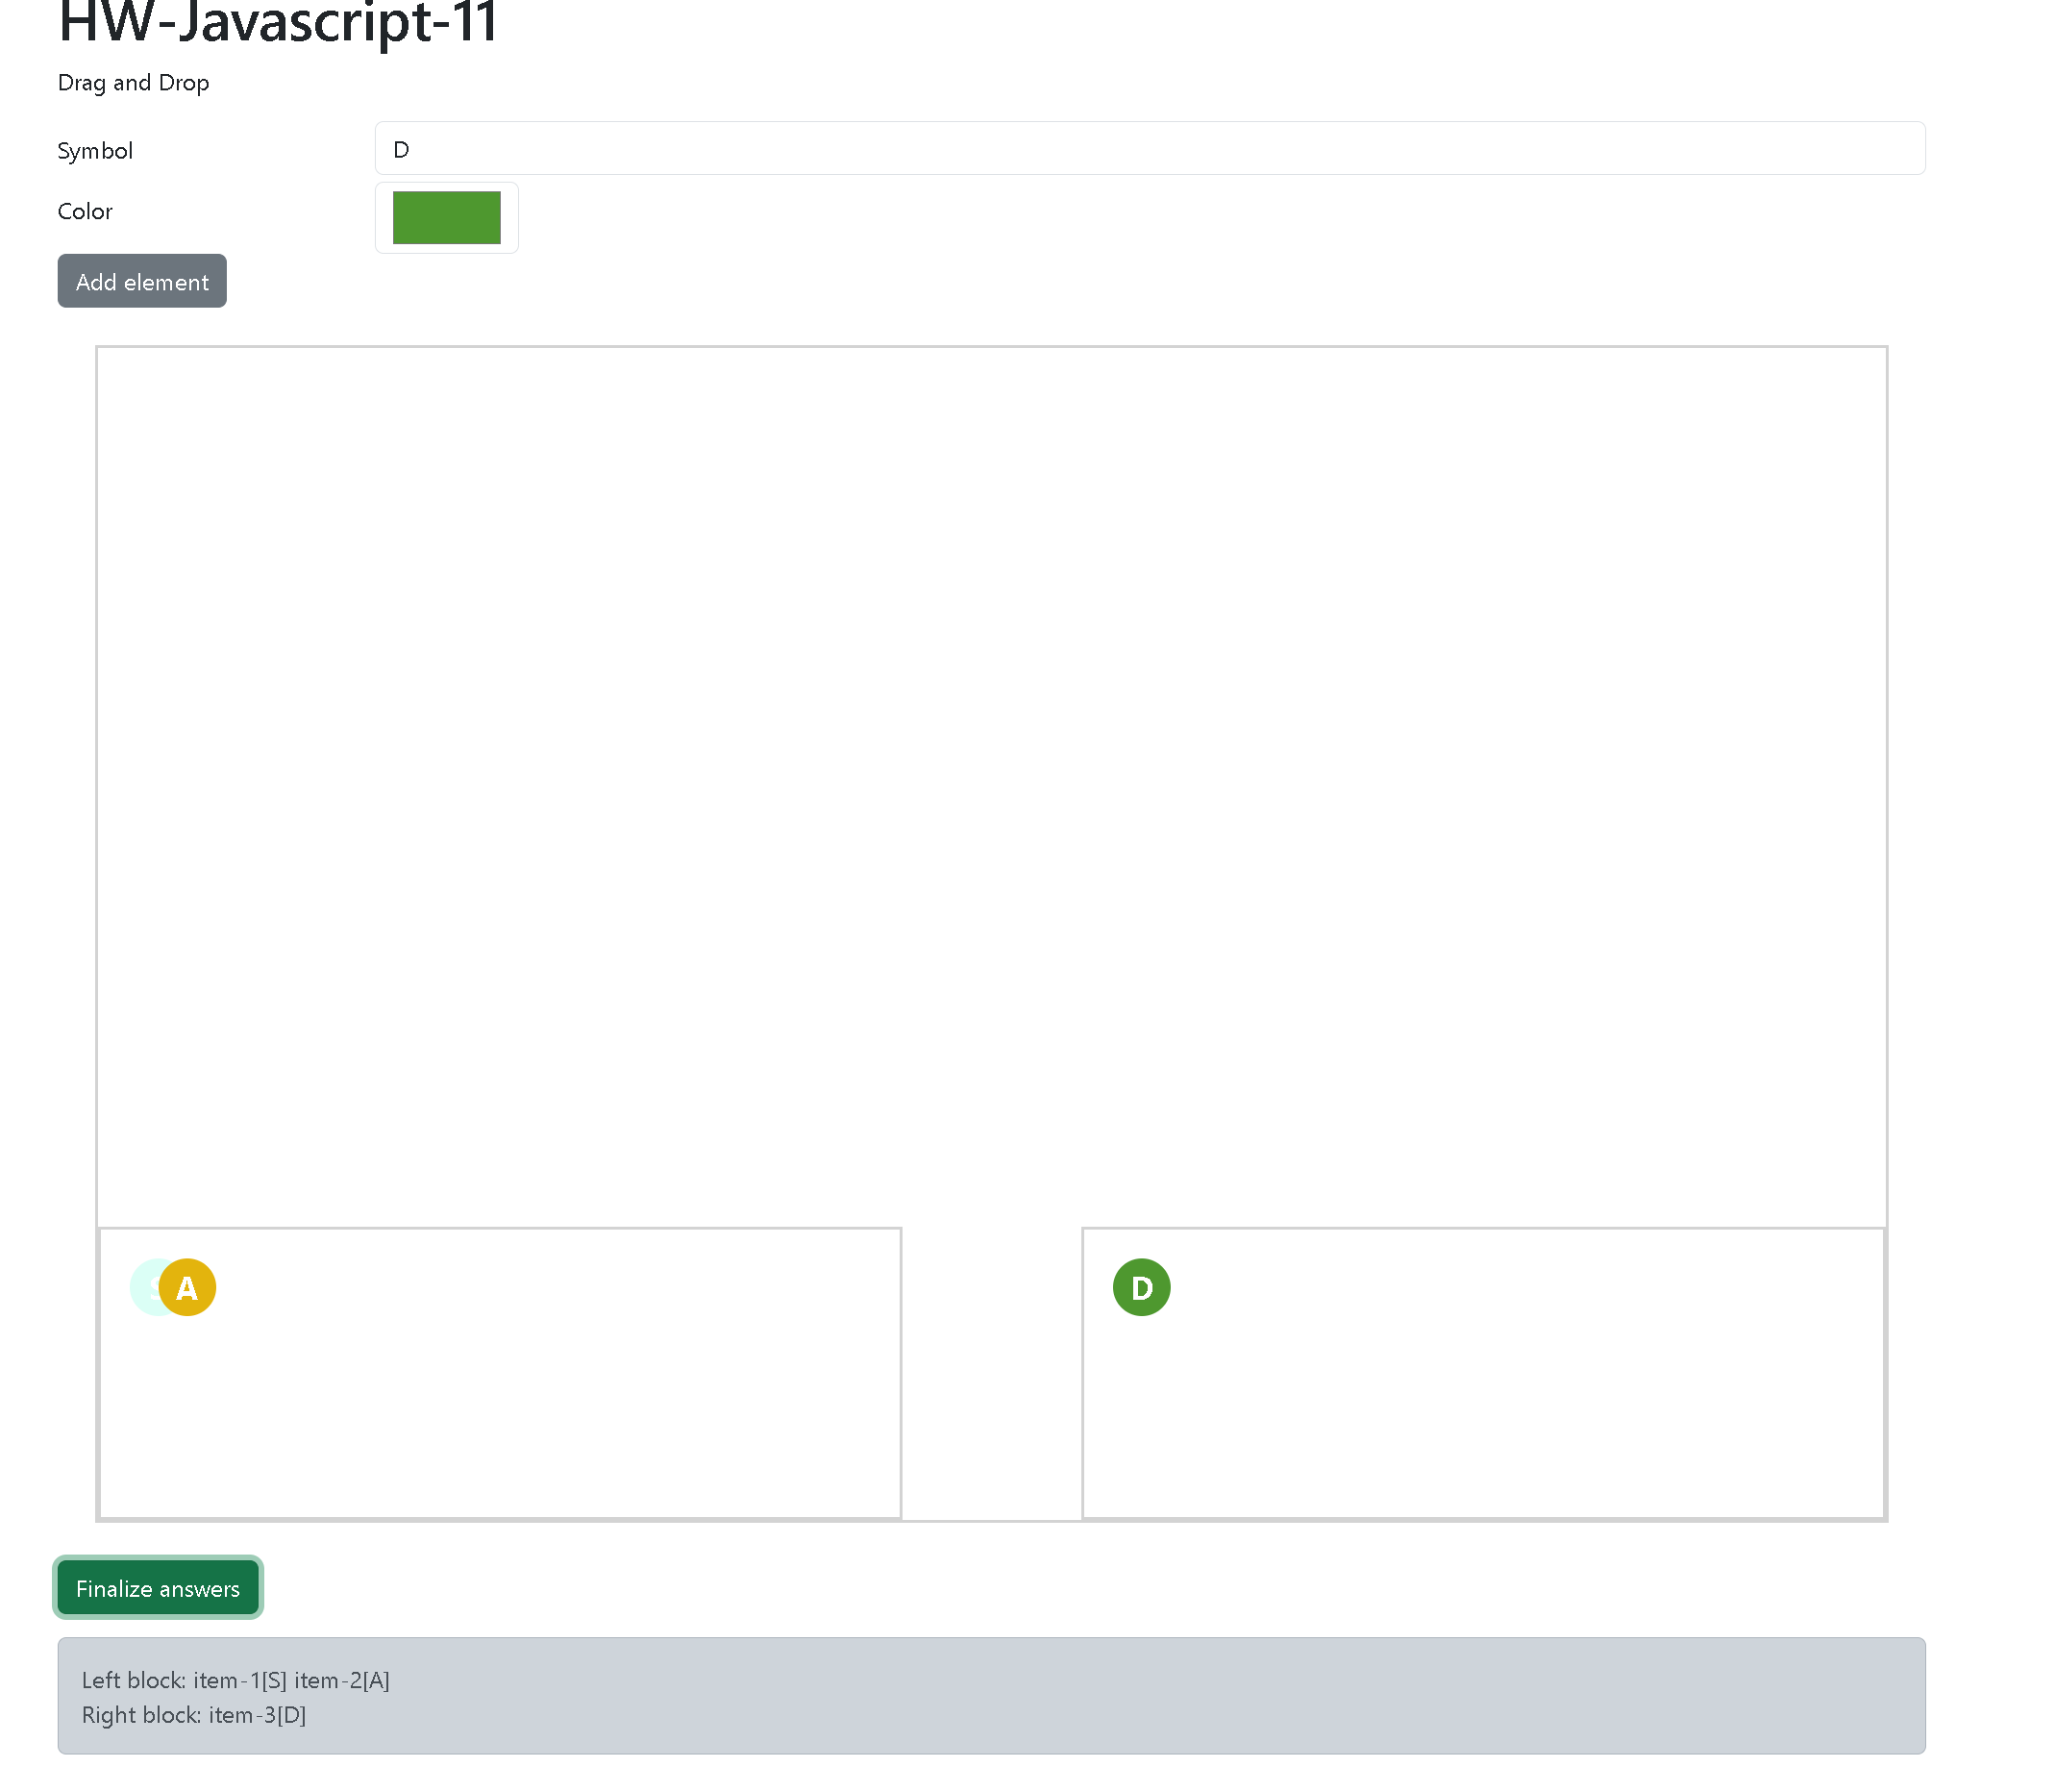 HW-Javascript-11
Drag and Drop
Symbol
D
Color
Add element
S A
D
Finalize answers
Left block: item-1[S] item-2[A]
Right block: item-3[D]